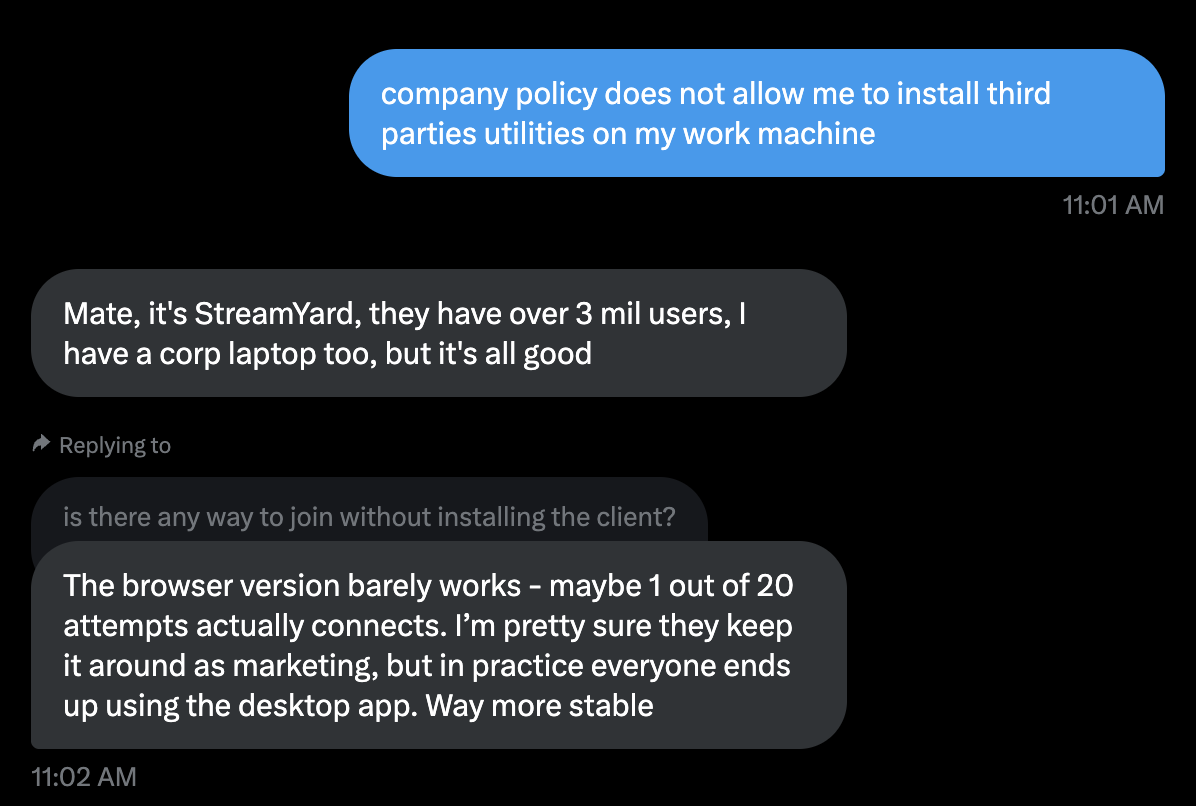 company policy does not allow me to install third
parties utilities on my work machine
11:01 AM
Mate, it's StreamYard, they have over 3 mil users, I
have a corp laptop too, but it's all good
Replying to
is there any way to join without installing the client?
The browser version barely works - maybe 1 out of 20
attempts actually connects. I’m pretty sure they keep
it around as marketing, but in practice everyone ends
up using the desktop app. Way more stable
11:02 AM